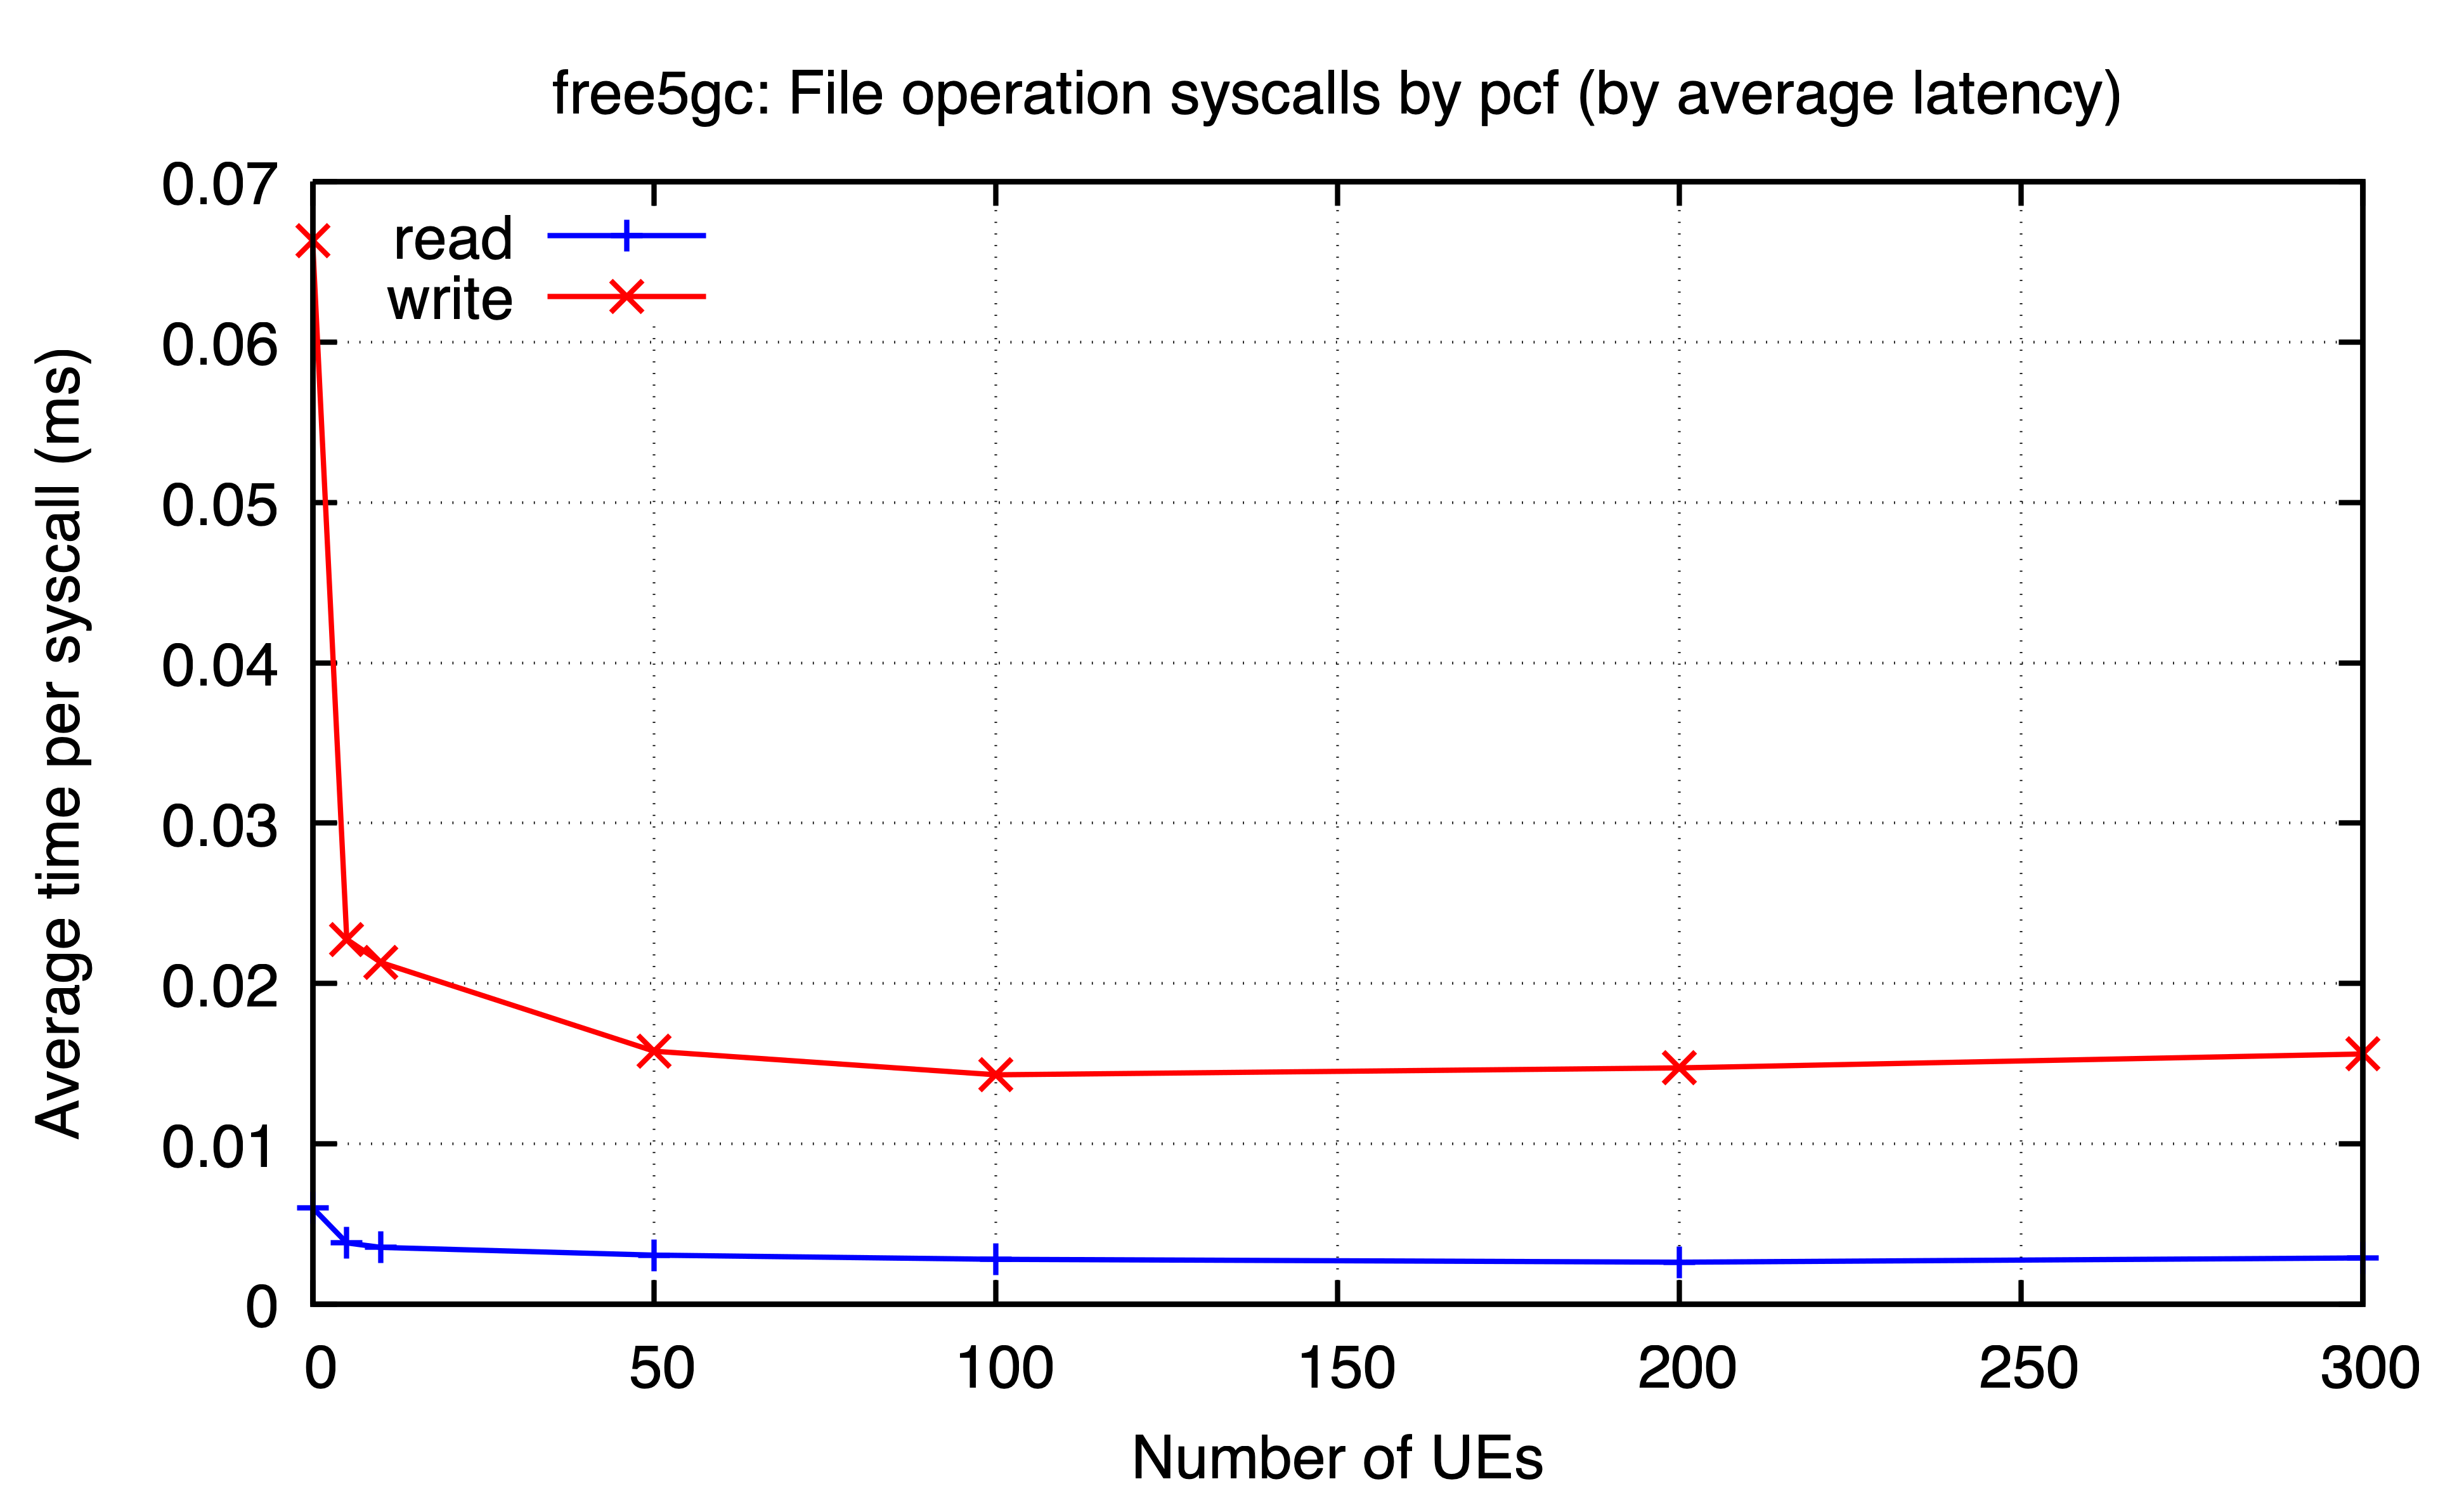 free5gc: File operation syscalls by pcf (by average latency)
0.07
0.06
0.05
0.04
0.03
0.02
0.01
0
Average time per syscall (ms)
read
write
0 50 100 150 200 250 300
Number of UEs